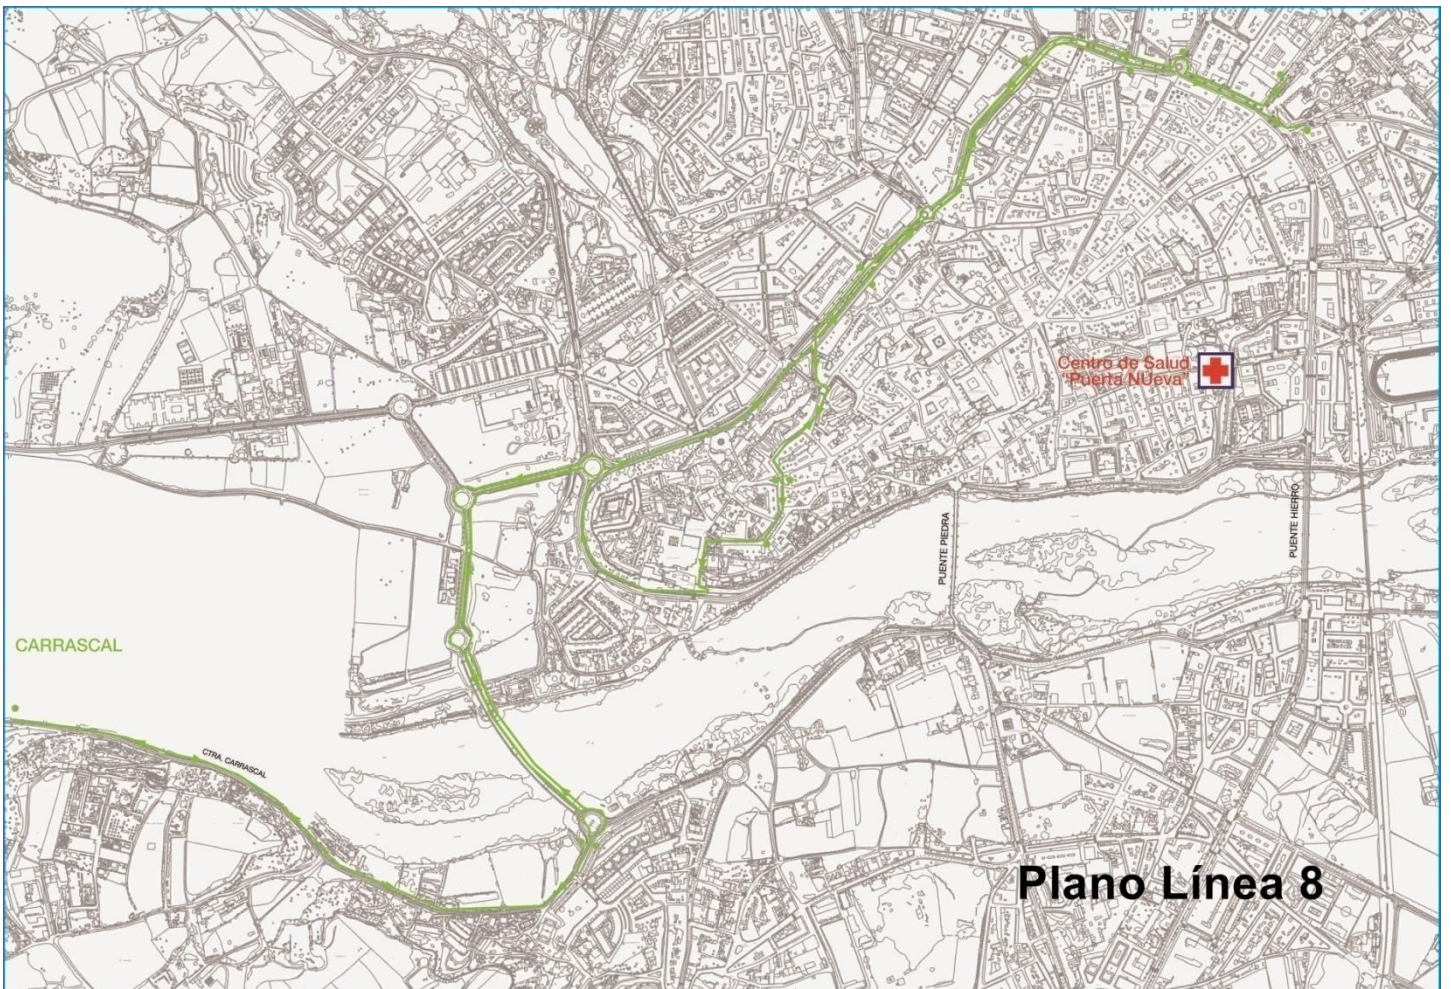 Centro de Salud
"Puerta NUeva"
PUENTE PIEDRA
PUENTE HIERRO
CARRASCAL
CTRA. CARRASCAL
Plano Línea 8